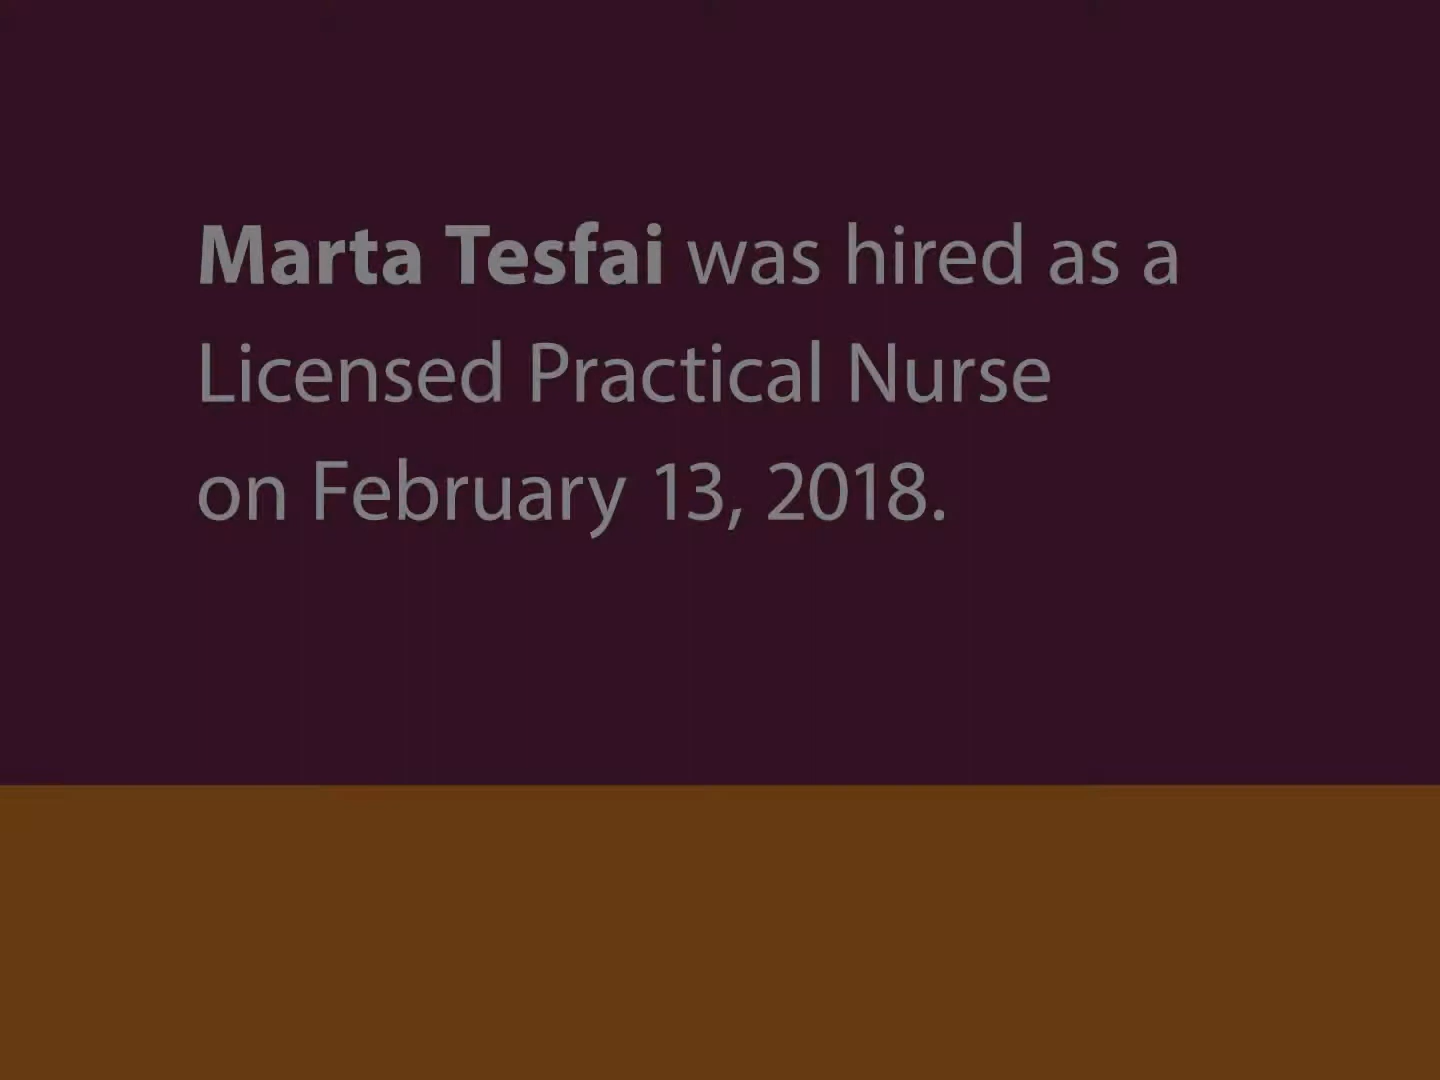 Marta Tesfai was hired as a
Licensed Practical Nurse
on February 13, 2018.